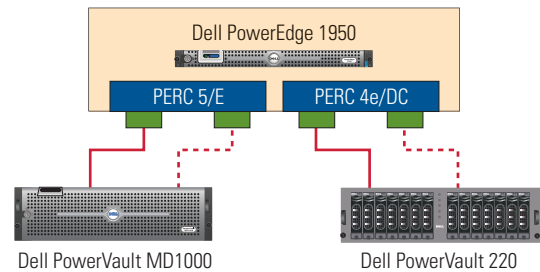 Dell PowerEdge 1950
PERC 5/E
PERC 4e/DC
Dell PowerVault MD1000
Dell PowerVault 220